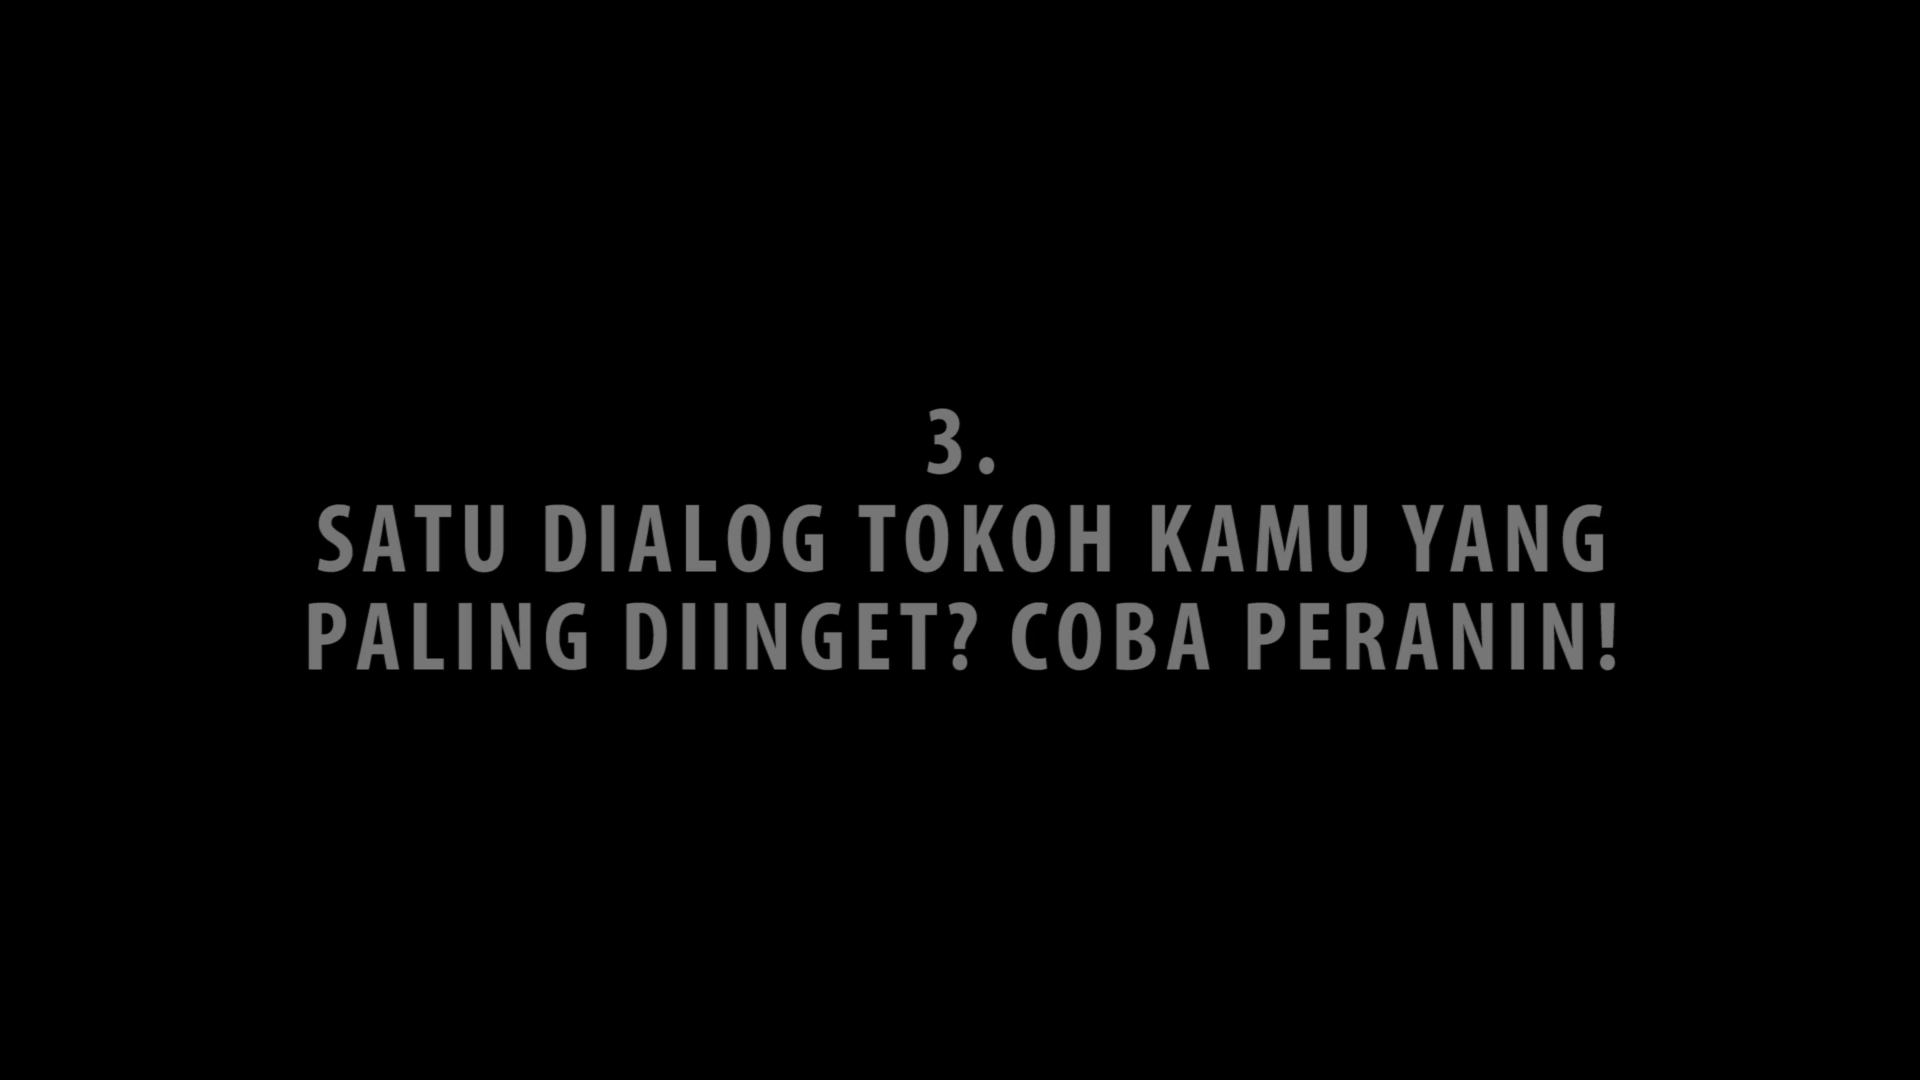 3.
SATU DIALOG TOKOH KAMU YANG
PALING DIINGET? COBA PERANIN!